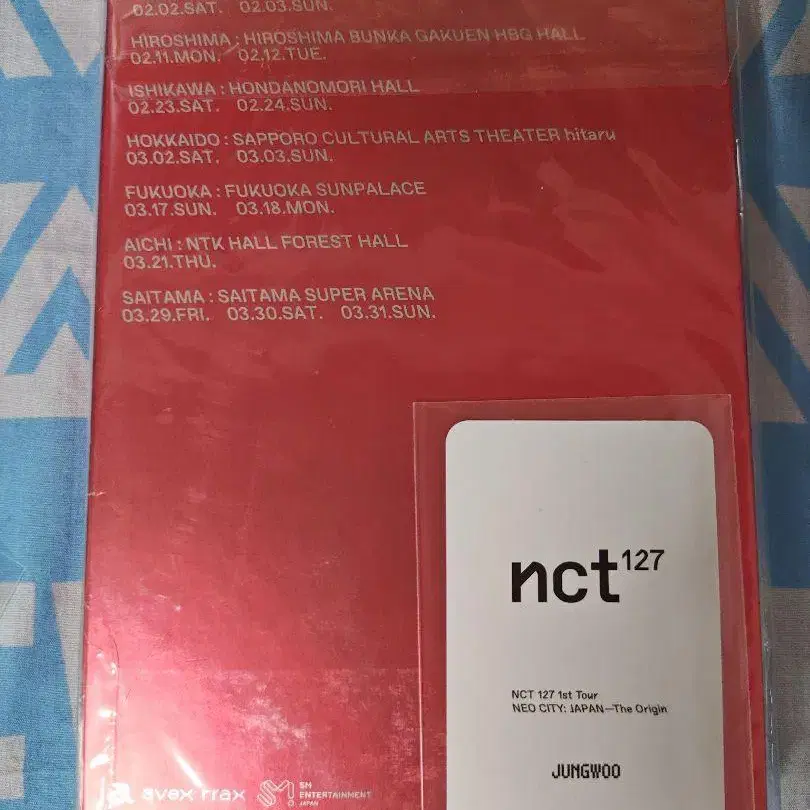 02.02.SAT. 02.03.SUN.
HIROSHIMA : HIROSHIMA BUNKA GAKUEN HBG HALL
02.11.MON. 02.12.TUE.
ISHIKAWA : HONDANOMORI HALL
02.23.SAT. 02.24.SUN.
HOKKAIDO : SAPPORO CULTURAL ARTS THEATER hitaru
03.02.SAT. 03.03.SUN.
FUKUOKA : FUKUOKA SUNPALACE
03.17.SUN. 03.18.MON.
AICHI : NTK HALL FOREST HALL
03.21.THU.
SAITAMA : SAITAMA SUPER ARENA
03.29.FRI. 03.30.SAT. 03.31.SUN.
nct127
NCT 127 1st Tour
NEO CITY: JAPAN—The Origin
JUNGWOO
avex trax
SM
ENTERTAINMENT
JAPAN